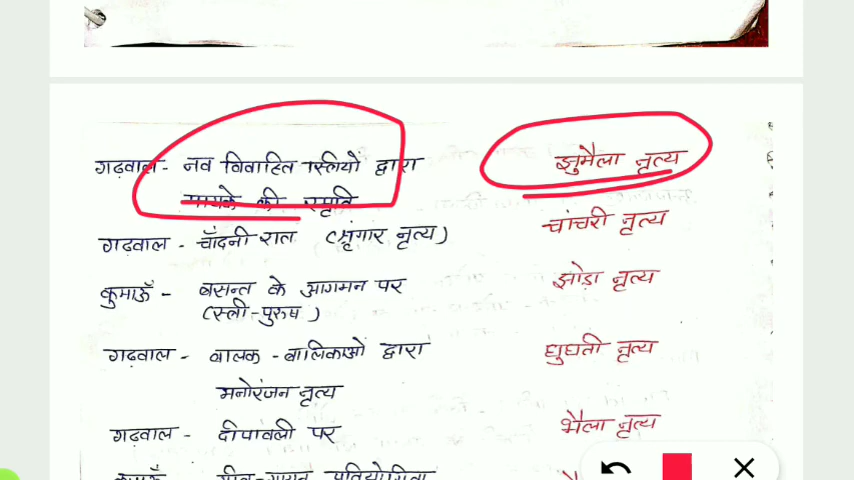 गढ़वाल - नव विवाहित स्त्रियों द्वारा झुमैला नृत्य
मायके की स्मृति
गढ़वाल - चाँदनी रात (श्रृंगार नृत्य) चांचरी नृत्य
कुमाऊँ - बसन्त के आगमन पर झोड़ा नृत्य
(स्त्री-पुरुष)
गढ़वाल - बालक - बालिकाओं द्वारा घुघती नृत्य
मनोरंजन नृत्य
गढ़वाल - दीपावली पर भैला नृत्य